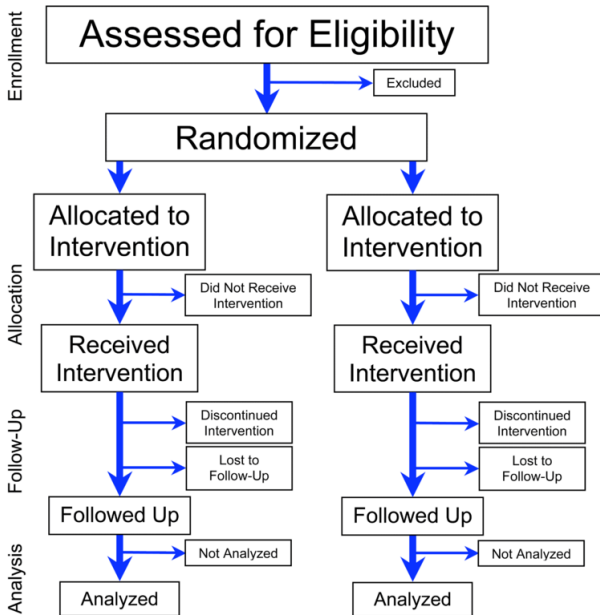 Enrollment
Assessed for Eligibility
Excluded
Randomized
Allocation
Allocated to
Intervention
Allocated to
Intervention
Did Not Receive
Intervention
Did Not Receive
Intervention
Received
Intervention
Received
Intervention
Follow-Up
Discontinued
Intervention
Discontinued
Intervention
Lost to
Follow-Up
Lost to
Follow-Up
Followed Up
Followed Up
Analysis
Not Analyzed
Not Analyzed
Analyzed
Analyzed